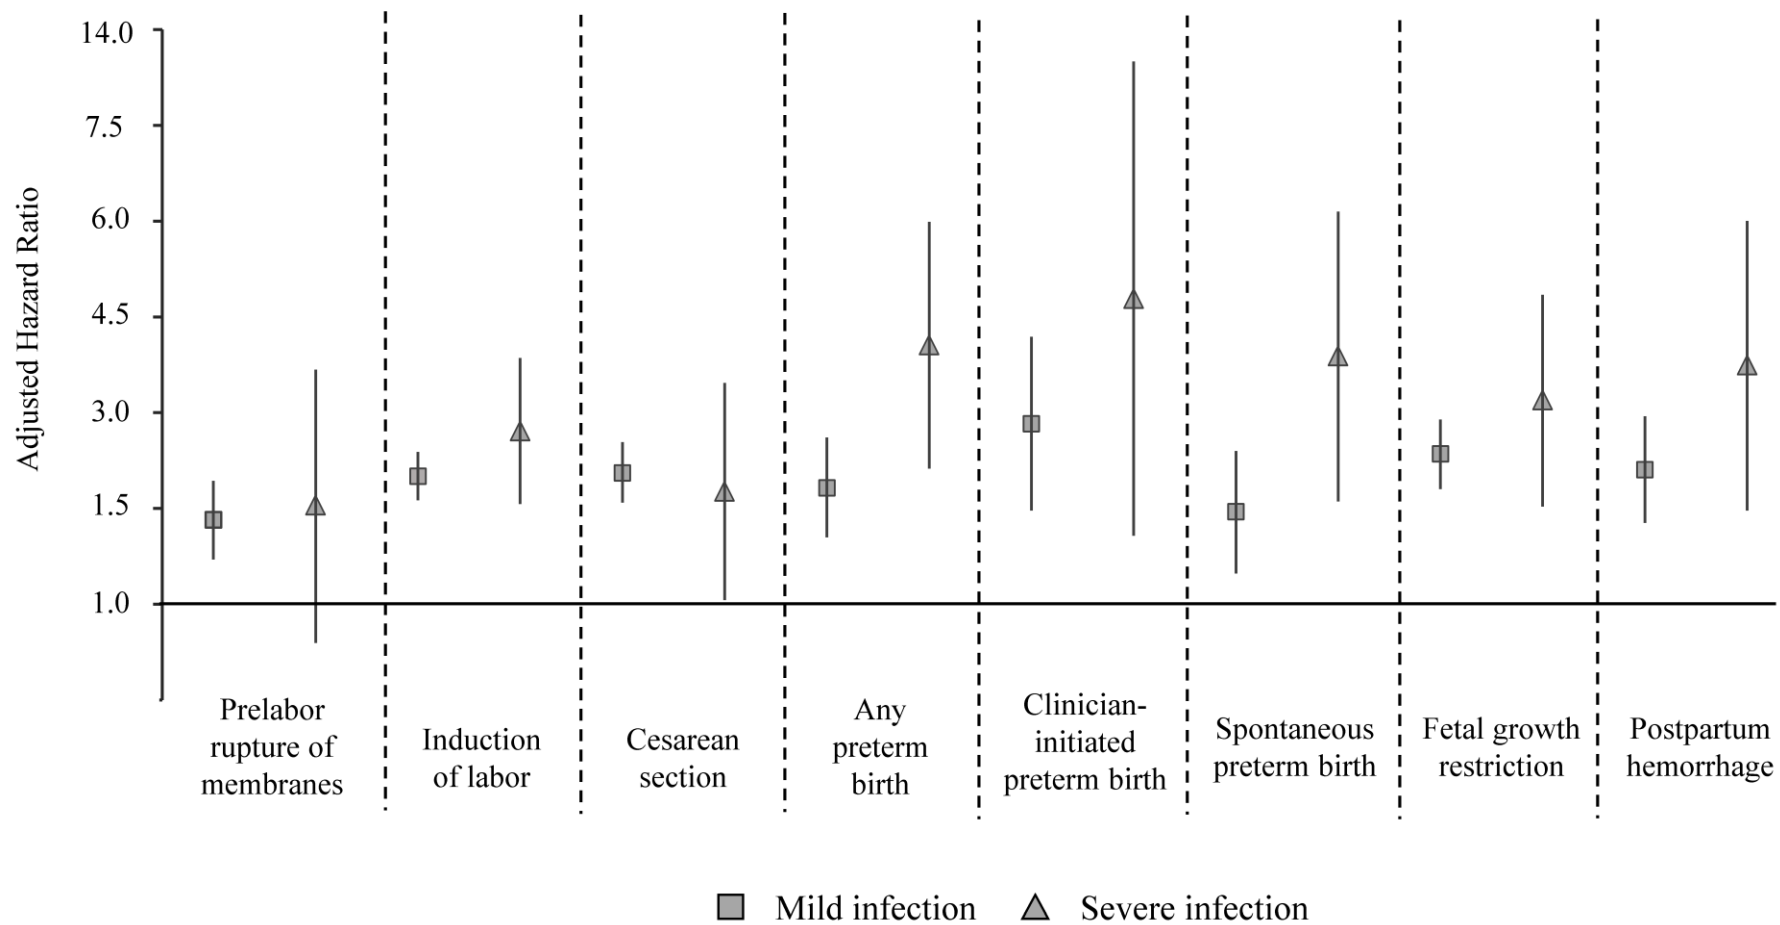 14.0
7.5
6.0
4.5
3.0
1.5
1.0
Adjusted Hazard Ratio
Prelabor
rupture of
membranes
Induction
of labor
Cesarean
section
Any
preterm
birth
Clinician-
initiated
preterm birth
Spontaneous
preterm birth
Fetal growth
restriction
Postpartum
hemorrhage
Mild infection
Severe infection